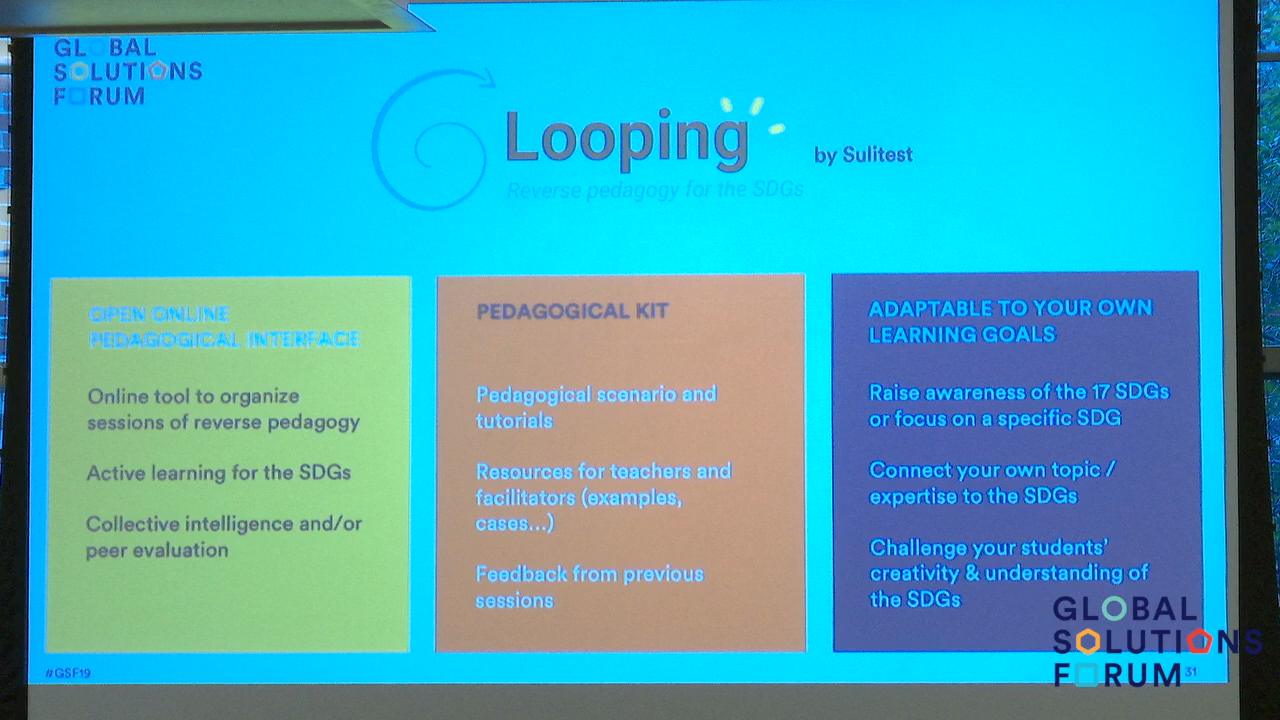 GLOBAL
SOLUTIONS
FORUM
Looping
by Sulitest
Reverse pedagogy for the SDGs
OPEN ONLINE
PEDAGOGICAL INTERFACE
Online tool to organize
sessions of reverse pedagogy
Active learning for the SDGs
Collective intelligence and/or
peer evaluation
PEDAGOGICAL KIT
Pedagogical scenario and
tutorials
Resources for teachers and
facilitators (examples,
cases...)
Feedback from previous
sessions
ADAPTABLE TO YOUR OWN
LEARNING GOALS
Raise awareness of the 17 SDGs
or focus on a specific SDG
Connect your own topic /
expertise to the SDGs
Challenge your students'
creativity & understanding of
the SDGs
#GSF19
31
GLOBAL
SOLUTIONS
FORUM